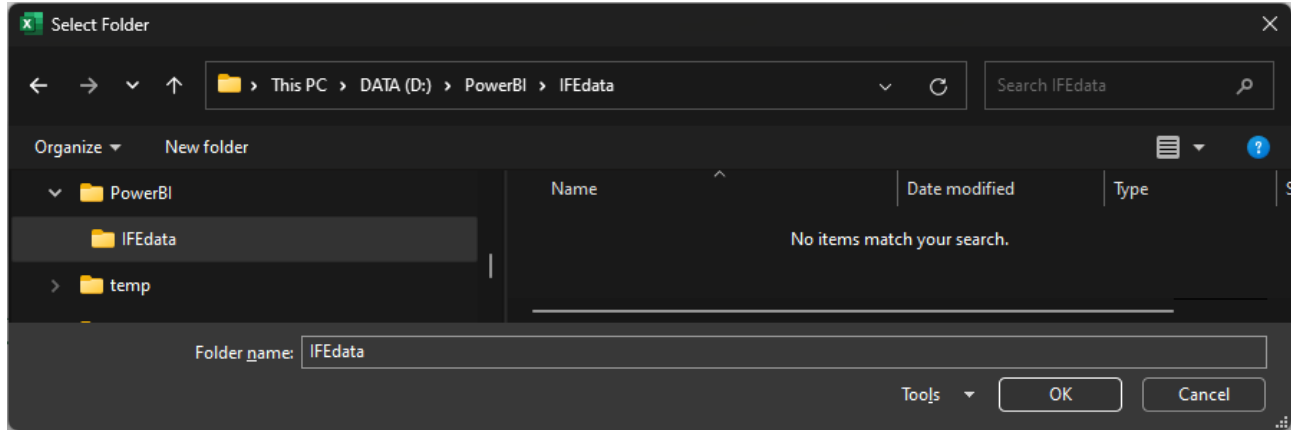 Select Folder
This PC > DATA (D:) > PowerBI > IFEdata
Search IFEdata
Organize
New folder
?
PowerBI
Name
Date modified
Type
S
IFEdata
No items match your search.
temp
Folder name:
IFEdata
Tools
OK
Cancel